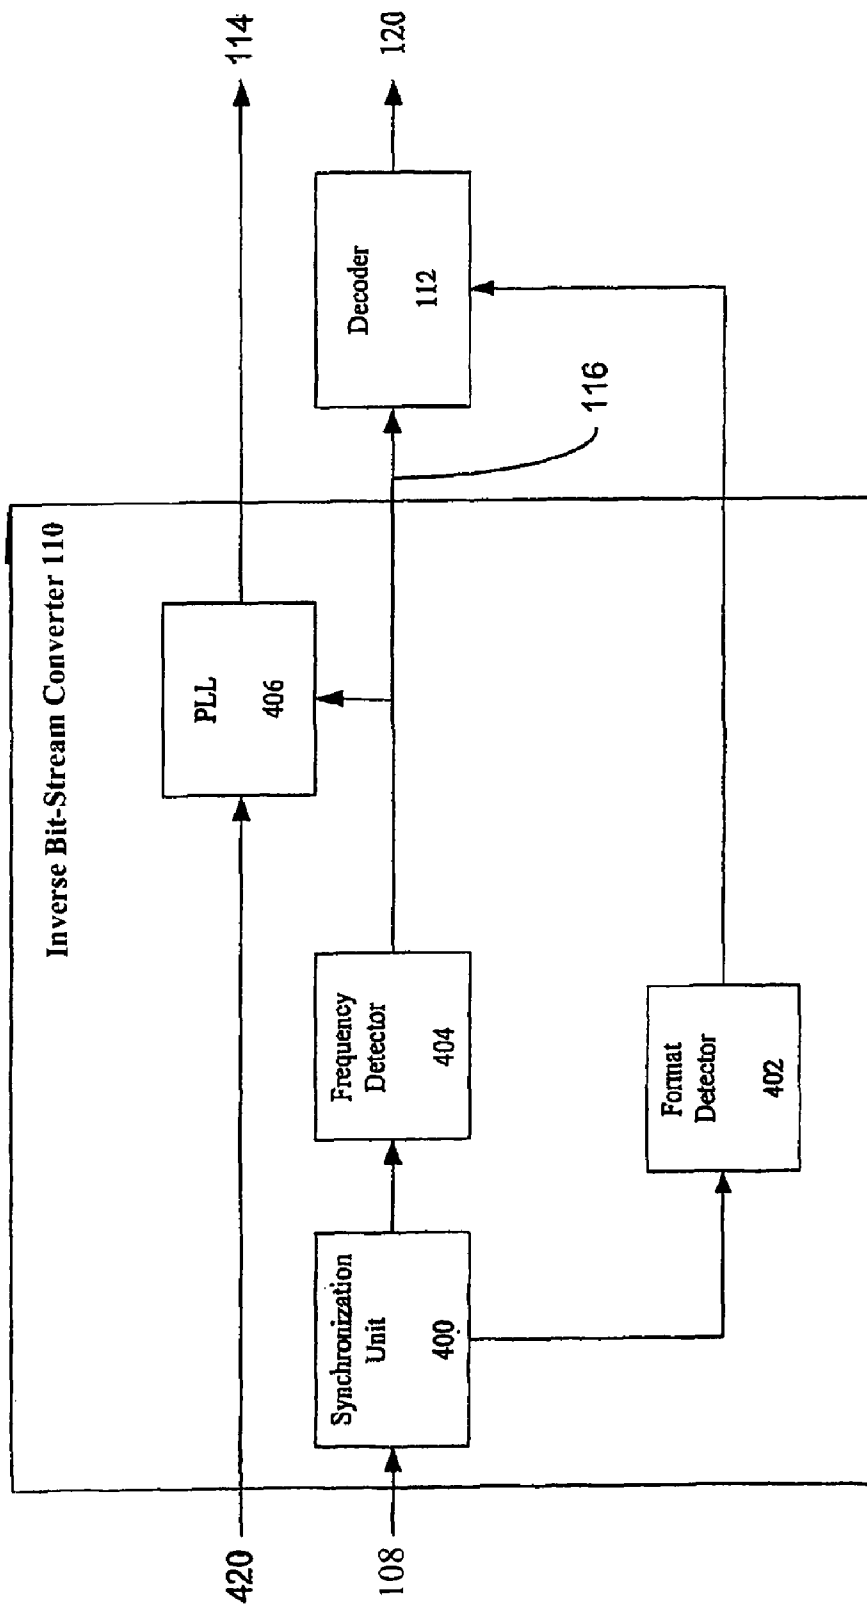 Inverse Bit-Stream Converter 110
420
PLL
406
114
108
Synchronization
Unit
400
Frequency
Detector
404
116
Decoder
112
120
Format
Detector
402